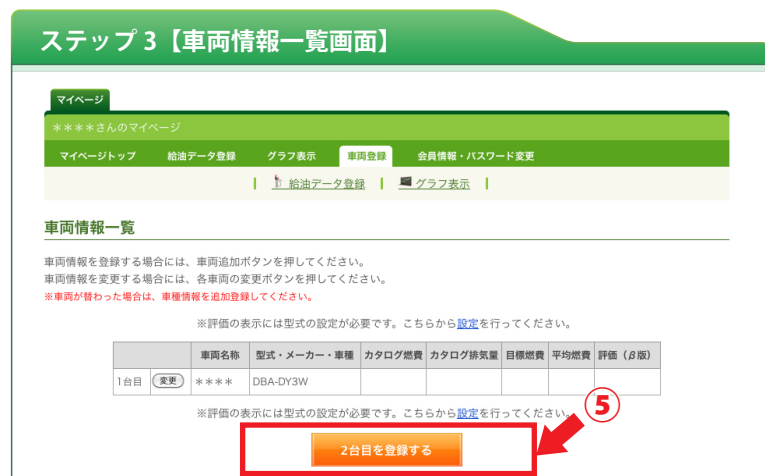 ステップ3【車両情報一覧画面】
マイページ
****さんのマイページ
マイページトップ 給油データ登録 グラフ表示 車両登録 会員情報・パスワード変更
| 給油データ登録 | グラフ表示 |
車両情報一覧
車両情報を登録する場合には、車両追加ボタンを押してください。
車両情報を変更する場合には、各車両の変更ボタンを押してください。
※車両が替わった場合は、車種情報を追加登録してください。
※評価の表示には型式の設定が必要です。こちらから設定を行ってください。
車両名称 型式・メーカー・車種 カタログ燃費 カタログ排気量 目標燃費 平均燃費 評価（β版）
1台目 変更 **** DBA-DY3W
※評価の表示には型式の設定が必要です。こちらから設定を行ってください。
⑤
2台目を登録する